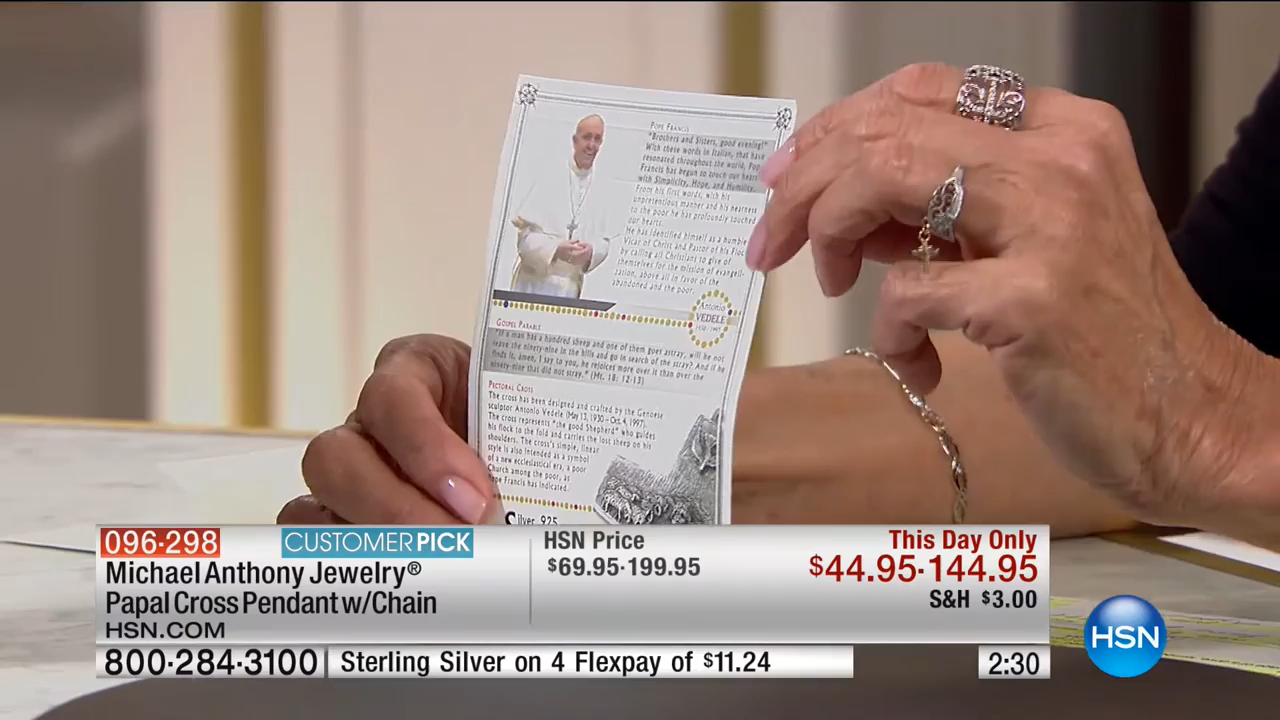 Pope Francis
"Brothers and Sisters, good evening!"
With these words in Italian, that have
resonated throughout the world, Pope
Francis has begun to touch our heart
with Simplicity, Hope, and Humility.
From his first words, with his
unpretentious manner and his nearness
to the poor he has profoundly touched
our hearts.
He has identified himself as a humble
Vicar of Christ and Pastor of his Floc
by calling all Christians to give of
themselves for the mission of evangeli-
zation, above all in favor of the
abandoned and the poor.
Antonio
VEDELE
1930/1997
Gospel Parable
"If a man has a hundred sheep and one of them goes astray, will he not
leave the ninety-nine in the hills and go in search of the stray? And if he
finds it, amen, I say to you, he rejoices more over it than over the
ninety-nine that did not stray." (Mt. 18: 12-13)
Pectoral Cross
The cross has been designed and crafted by the Genoese
sculptor Antonio Vedele (May 13, 1930 - Oct. 4, 1997).
The cross represents "the good Shepherd" who guides
his flock to the fold and carries the lost sheep on his
shoulders. The cross's simple, linear
style is also intended as a symbol
of a new ecclesiastical era, a poor
Church among the poor, as
Pope Francis has indicated.
Silver 925
096-298
CUSTOMER PICK
Michael Anthony Jewelry®
Papal Cross Pendant w/Chain
HSN.COM
HSN Price
$69.95-199.95
This Day Only
$44.95-144.95
S&H $3.00
HSN
800-284-3100
Sterling Silver on 4 Flexpay of $11.24
2:30